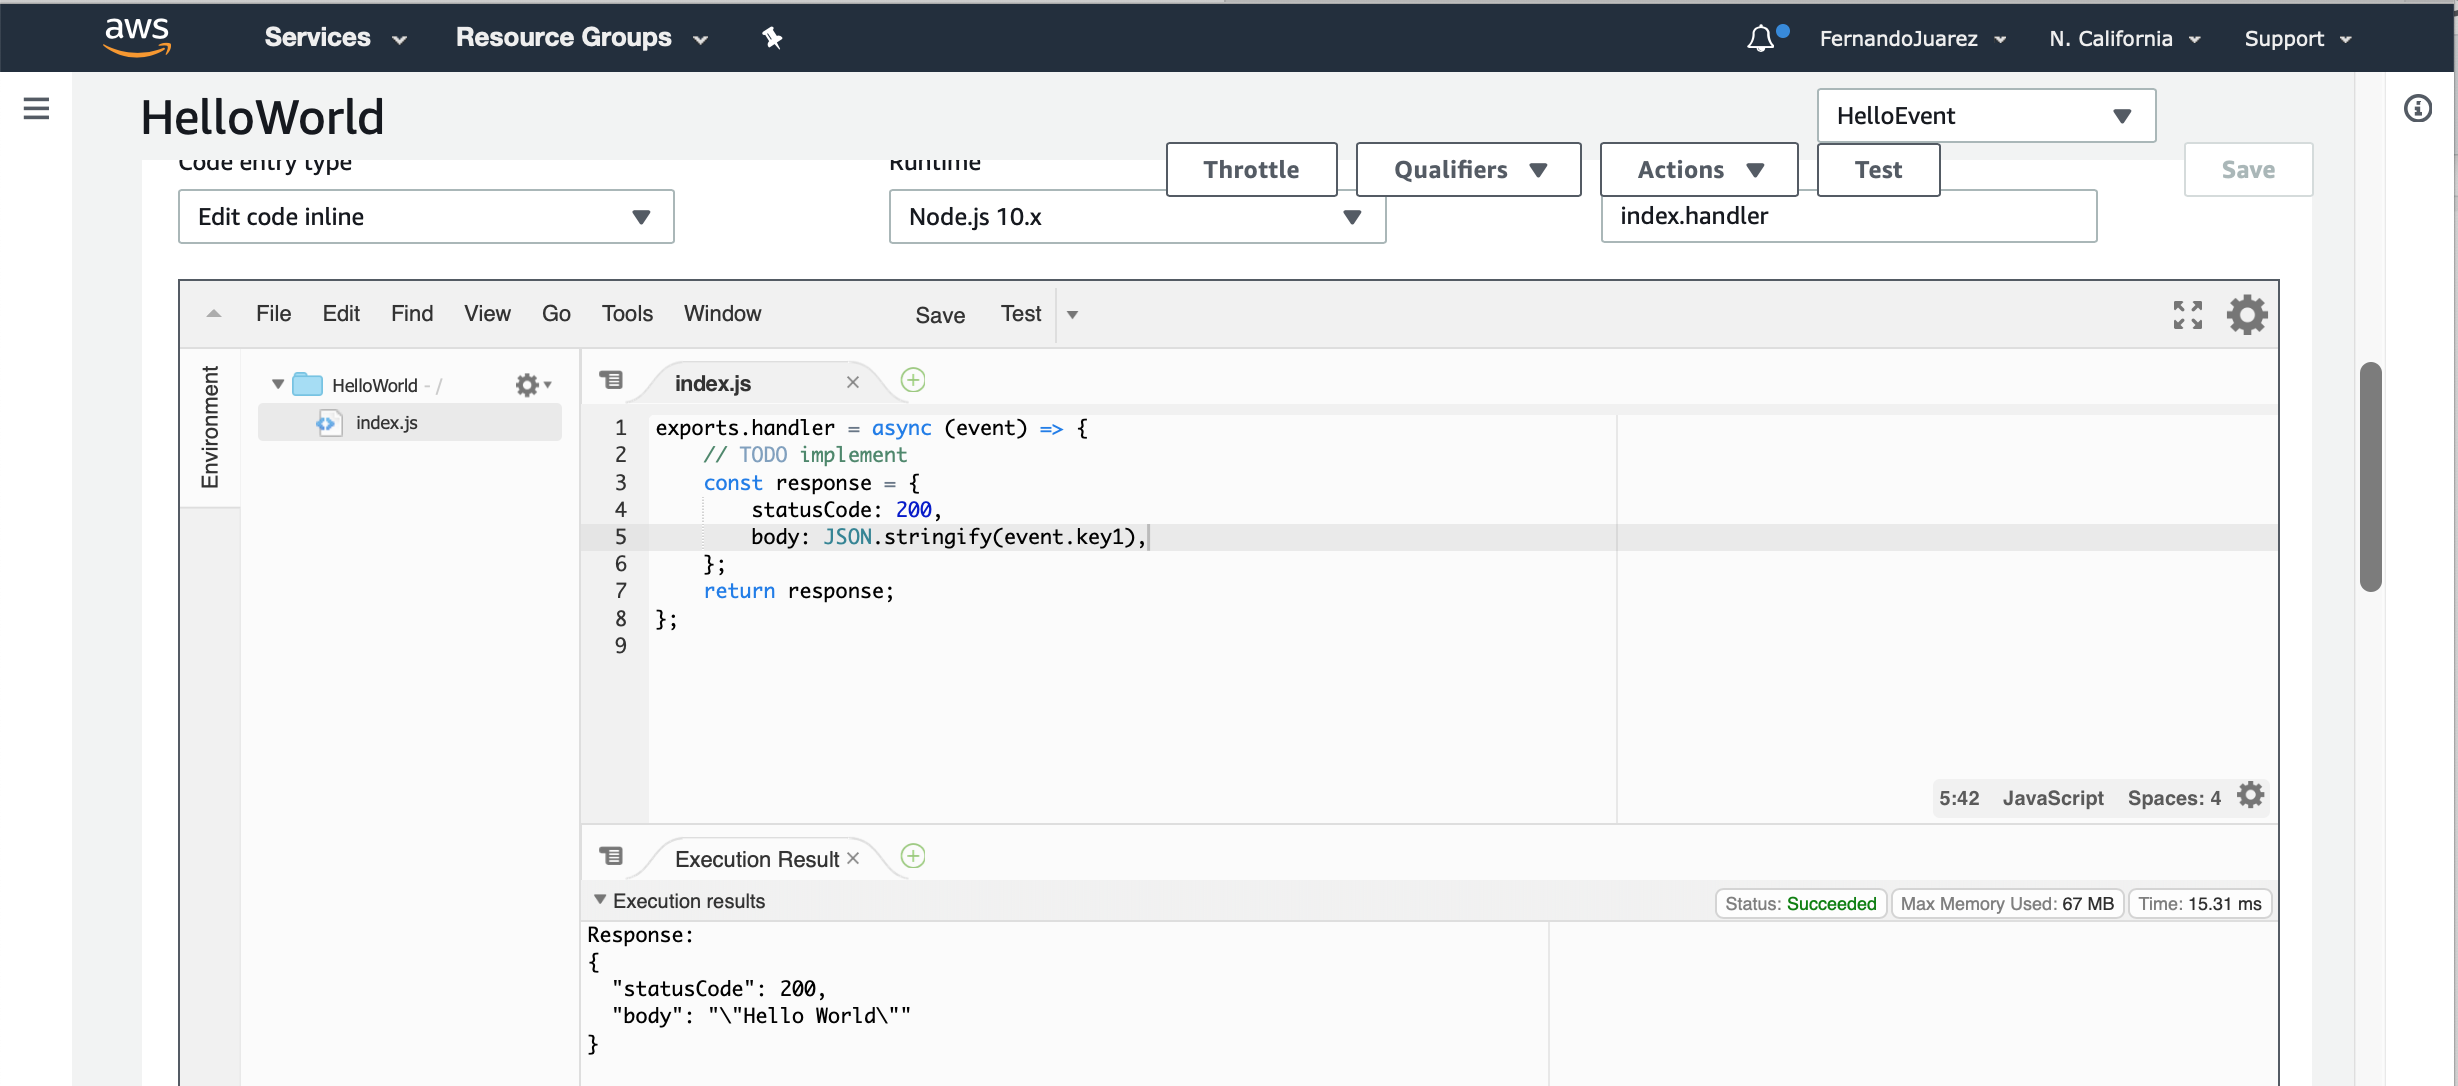 aws Services Resource Groups FernandoJuarez N. California Support
HelloWorld
HelloEvent
Throttle Qualifiers Actions Test Save
Code entry type Runtime
Edit code inline Node.js 10.x index.handler
File Edit Find View Go Tools Window Save Test
Environment
HelloWorld - /
index.js
index.js
1 exports.handler = async (event) => {
2     // TODO implement
3     const response = {
4         statusCode: 200,
5         body: JSON.stringify(event.key1),
6     };
7     return response;
8 };
9
5:42 JavaScript Spaces: 4
Execution Result
Execution results Status: Succeeded Max Memory Used: 67 MB Time: 15.31 ms
Response:
{
  "statusCode": 200,
  "body": "\"Hello World\""
}